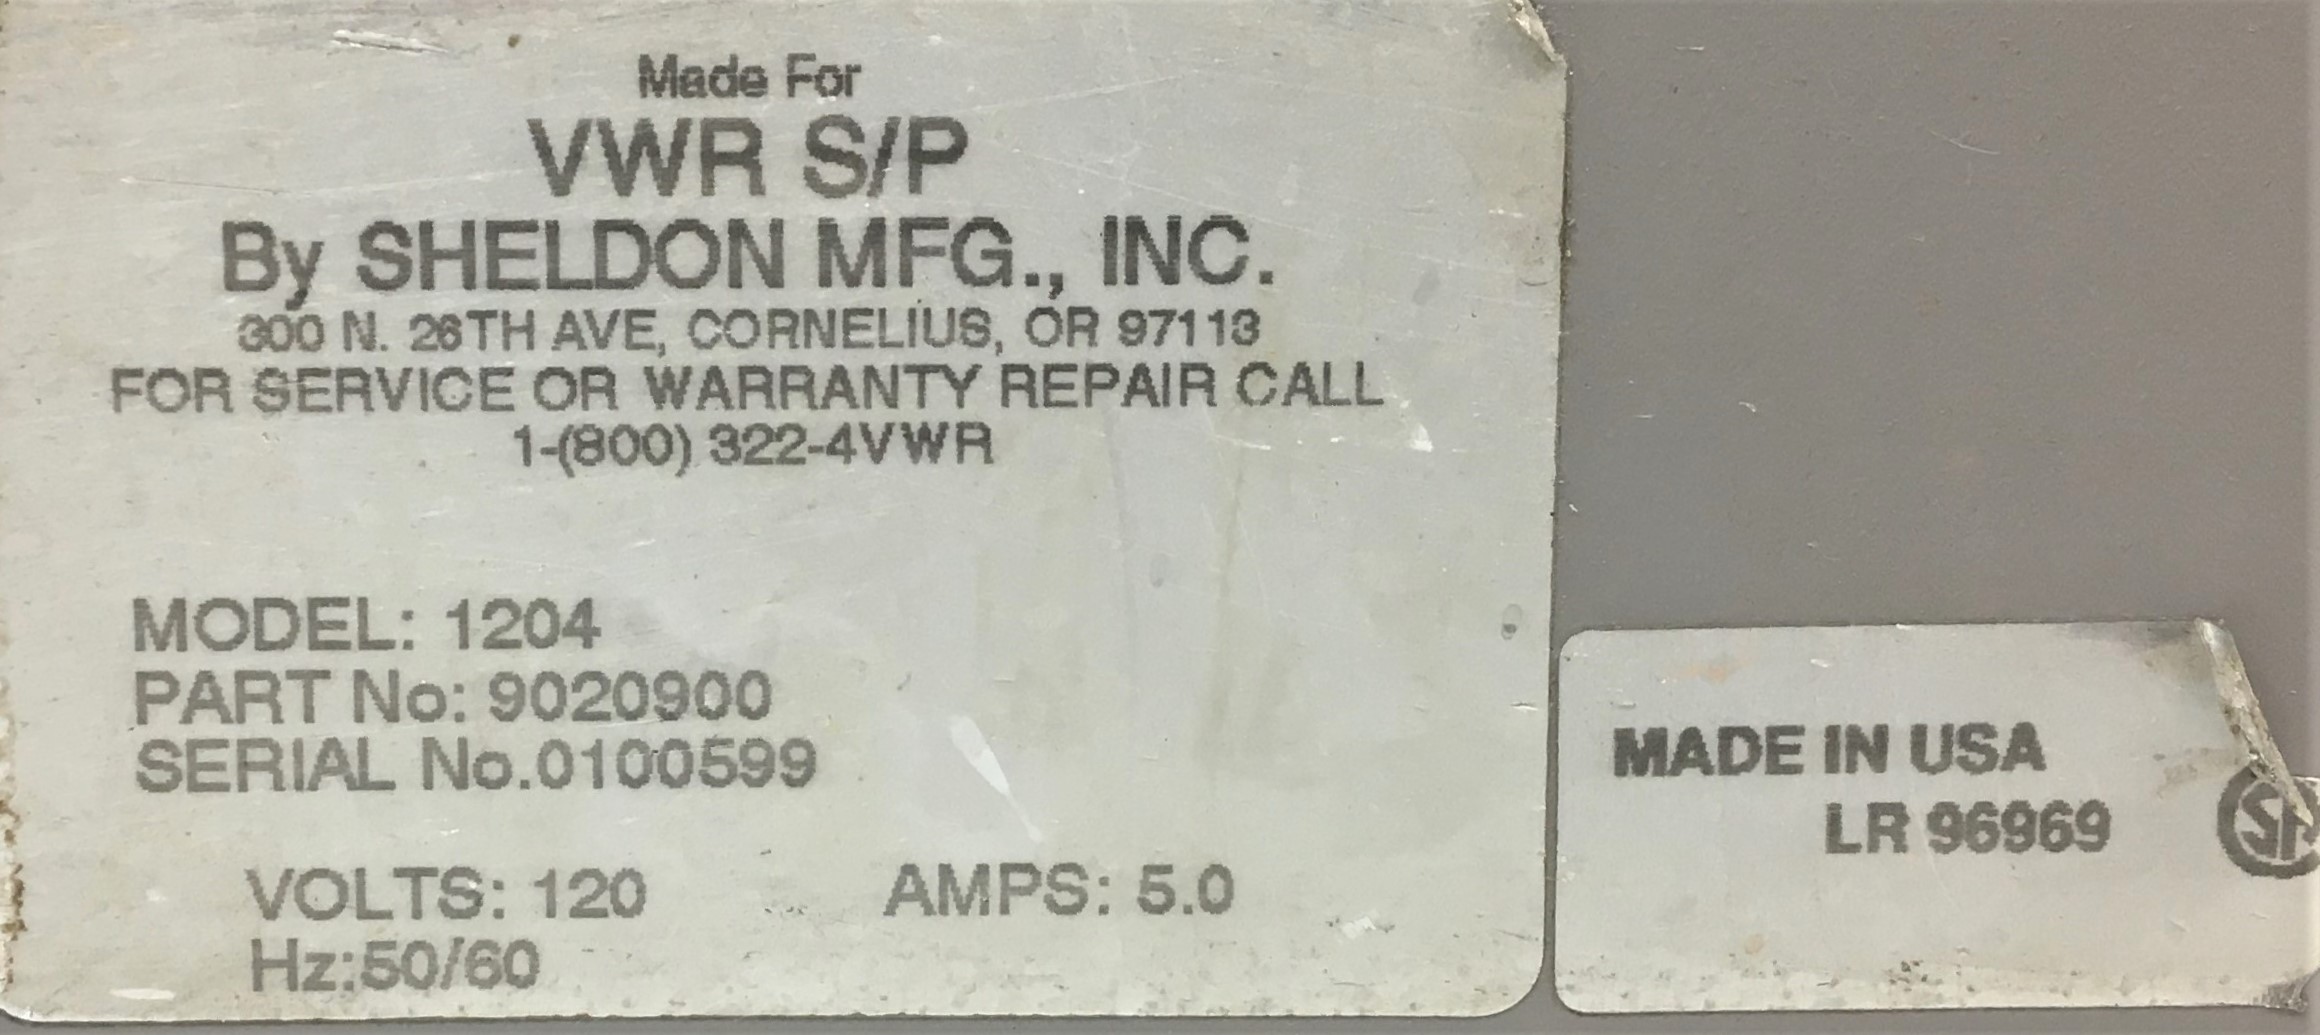 Made For
VWR S/P
By SHELDON MFG., INC.
300 N. 26TH AVE, CORNELIUS, OR 97113
FOR SERVICE OR WARRANTY REPAIR CALL
1-(800) 322-4VWR
MODEL: 1204
PART No: 9020900
SERIAL No.0100599
VOLTS: 120 AMPS: 5.0
Hz:50/60
MADE IN USA
LR 96969